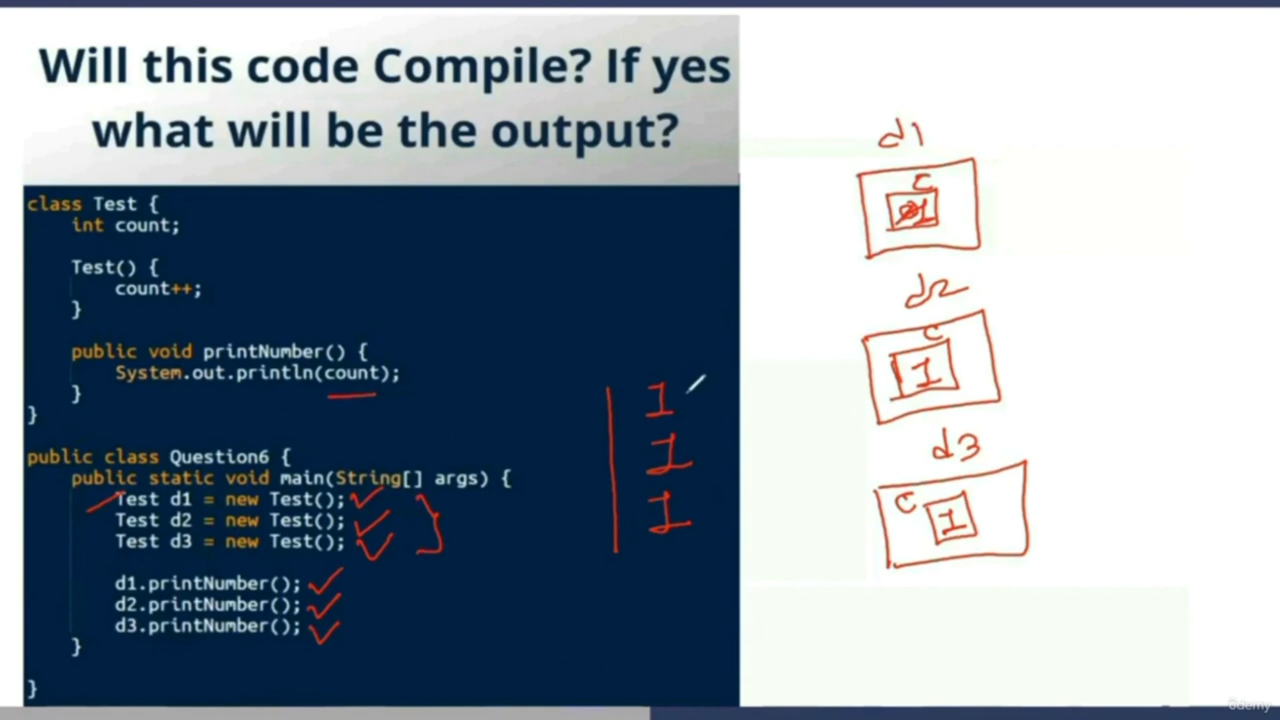 Will this code Compile? If yes
what will be the output?
class Test {
    int count;
    Test() {
        count++;
    }
    public void printNumber() {
        System.out.println(count);
    }
}
public class Question6 {
    public static void main(String[] args) {
        Test d1 = new Test();
        Test d2 = new Test();
        Test d3 = new Test();
        d1.printNumber();
        d2.printNumber();
        d3.printNumber();
    }
}
1
1
1
d1
C
1
d2
C
1
d3
C
1
ûdemy